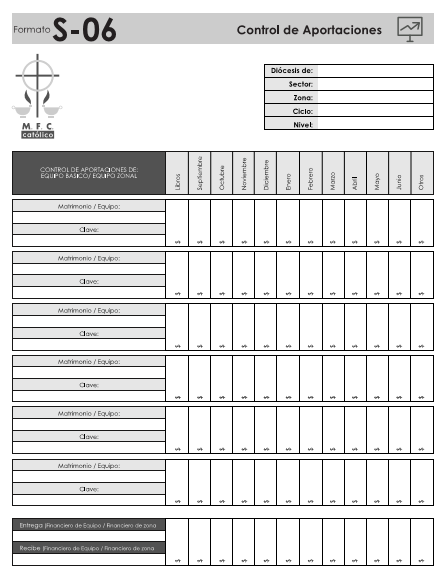 Formato S-06
Control de Aportaciones
M. F. C.
católico
Diócesis de:
Sector:
Zona:
Ciclo:
Nivel:
CONTROL DE APORTACIONES DE:
EQUIPO BASICO/ EQUIPO ZONAL
Libros
Septiembre
Octubre
Noviembre
Diciembre
Enero
Febrero
Marzo
Abril
Mayo
Junio
Otros
Matrimonio / Equipo:
Clave:
$ $ $ $ $ $ $ $ $ $ $ $
Matrimonio / Equipo:
Clave:
$ $ $ $ $ $ $ $ $ $ $ $
Matrimonio / Equipo:
Clave:
$ $ $ $ $ $ $ $ $ $ $ $
Matrimonio / Equipo:
Clave:
$ $ $ $ $ $ $ $ $ $ $ $
Matrimonio / Equipo:
Clave:
$ $ $ $ $ $ $ $ $ $ $ $
Matrimonio / Equipo:
Clave:
$ $ $ $ $ $ $ $ $ $ $ $
Entrega (Financiero de Equipo / Financiero de zona
Recibe (Financiero de Equipo / Financiero de zona
$ $ $ $ $ $ $ $ $ $ $ $